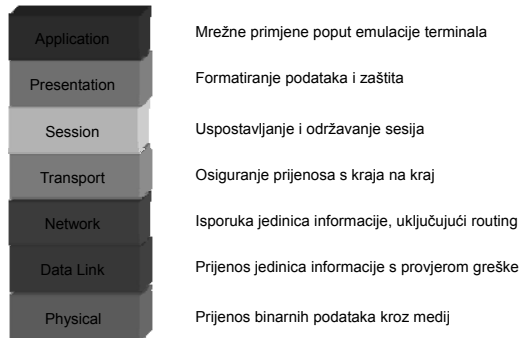 Application
Mrežne primjene poput emulacije terminala
Presentation
Formatiranje podataka i zaštita
Session
Uspostavljanje i održavanje sesija
Transport
Osiguranje prijenosa s kraja na kraj
Network
Isporuka jedinica informacije, uključujući routing
Data Link
Prijenos jedinica informacije s provjerom greške
Physical
Prijenos binarnih podataka kroz medij